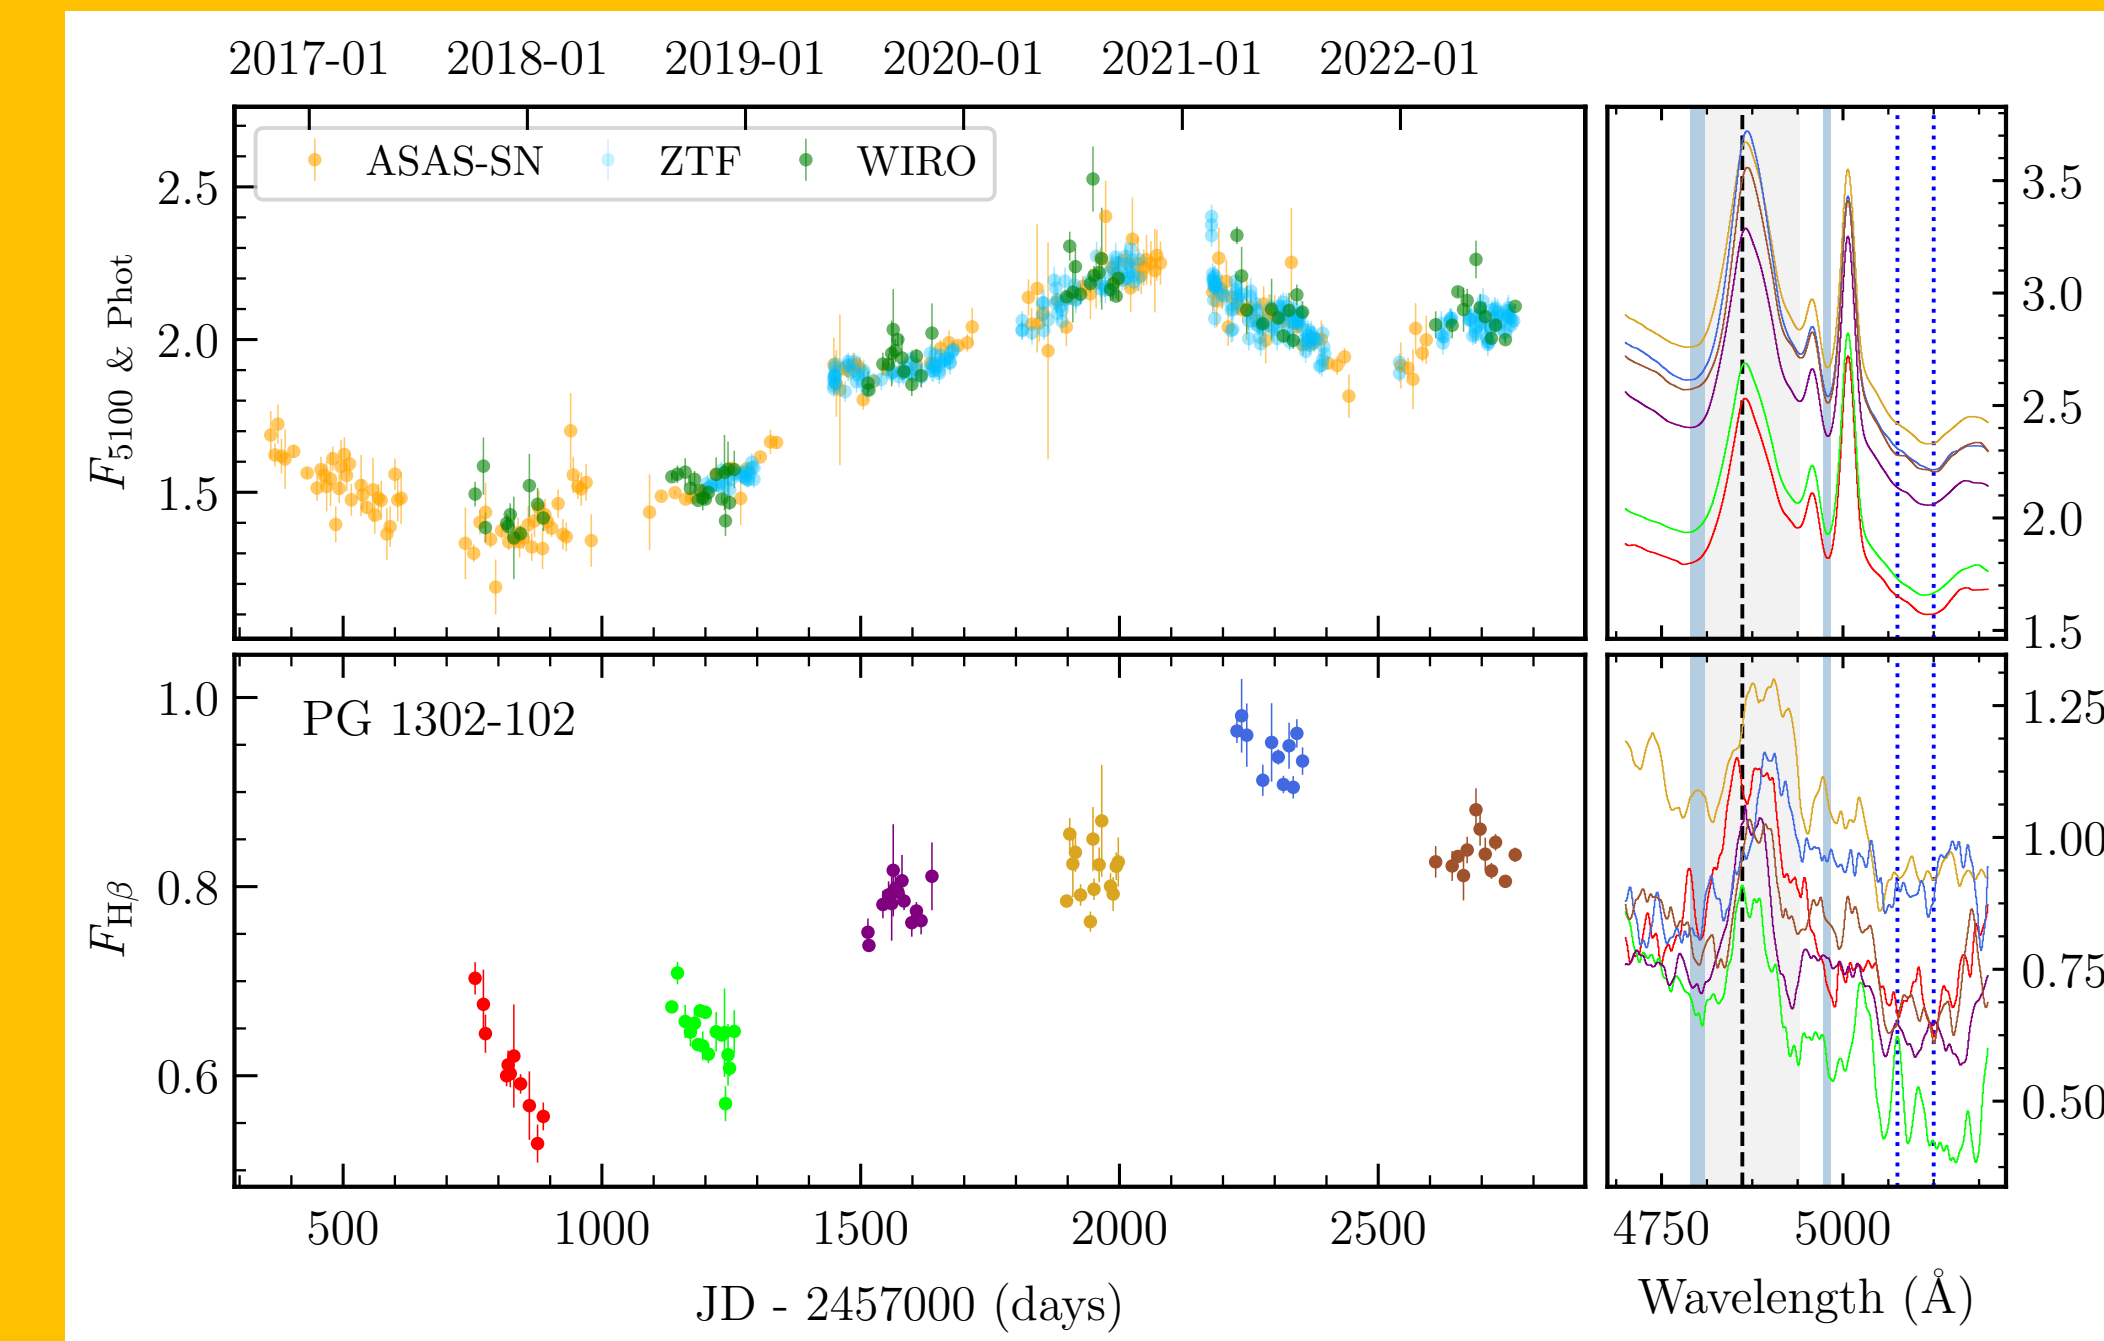 2017-01 2018-01 2019-01 2020-01 2021-01 2022-01
ASAS-SN ZTF WIRO
F5100 & Phot
2.5
2.0
1.5
3.5
3.0
2.5
2.0
1.5
PG 1302-102
FHβ
1.0
0.8
0.6
1.25
1.00
0.75
0.50
500 1000 1500 2000 2500
4750 5000
JD - 2457000 (days)
Wavelength (Å)